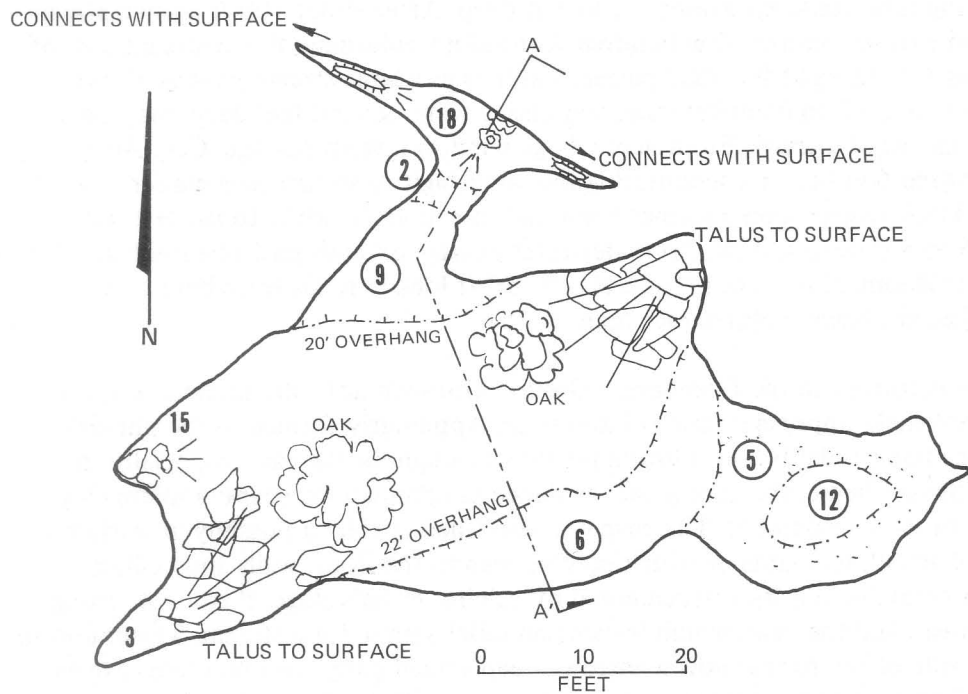 CONNECTS WITH SURFACE
A
18
2
CONNECTS WITH SURFACE
TALUS TO SURFACE
9
N
20' OVERHANG
OAK
15
OAK
5
12
22' OVERHANG
6
A'
3
TALUS TO SURFACE
0 10 20
FEET